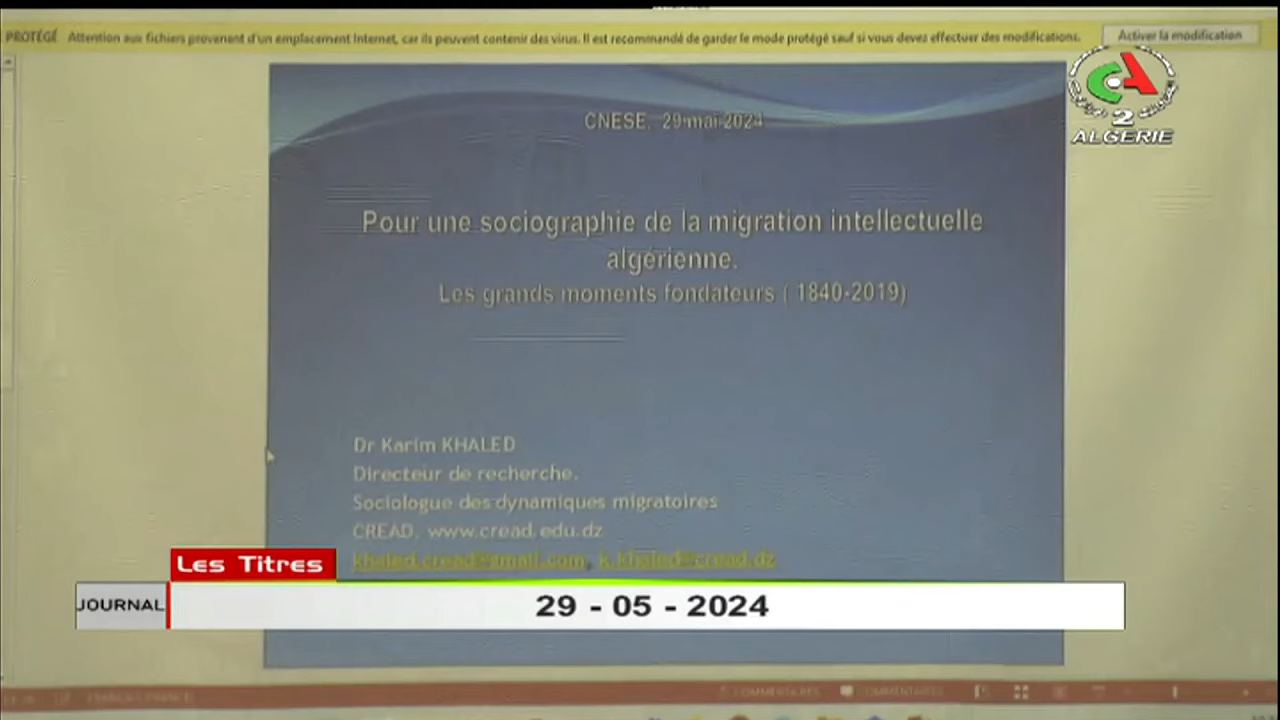 PROTÉGÉ Attention aux fichiers provenant d'un emplacement Internet, car ils peuvent contenir des virus. Il est recommandé de garder le mode protégé sauf si vous devez effectuer des modifications. Activer la modification
CA
2
ALGERIE
CNESE, 29 mai 2024
Pour une sociographie de la migration intellectuelle
algérienne.
Les grands moments fondateurs ( 1840-2019)
Dr Karim KHALED
Directeur de recherche.
Sociologue des dynamiques migratoires
CREAD, www.cread.edu.dz
khaled.cread@gmail.com, k.khaled@cread.dz
Les Titres
JOURNAL
29 - 05 - 2024
COMMENTAIRES